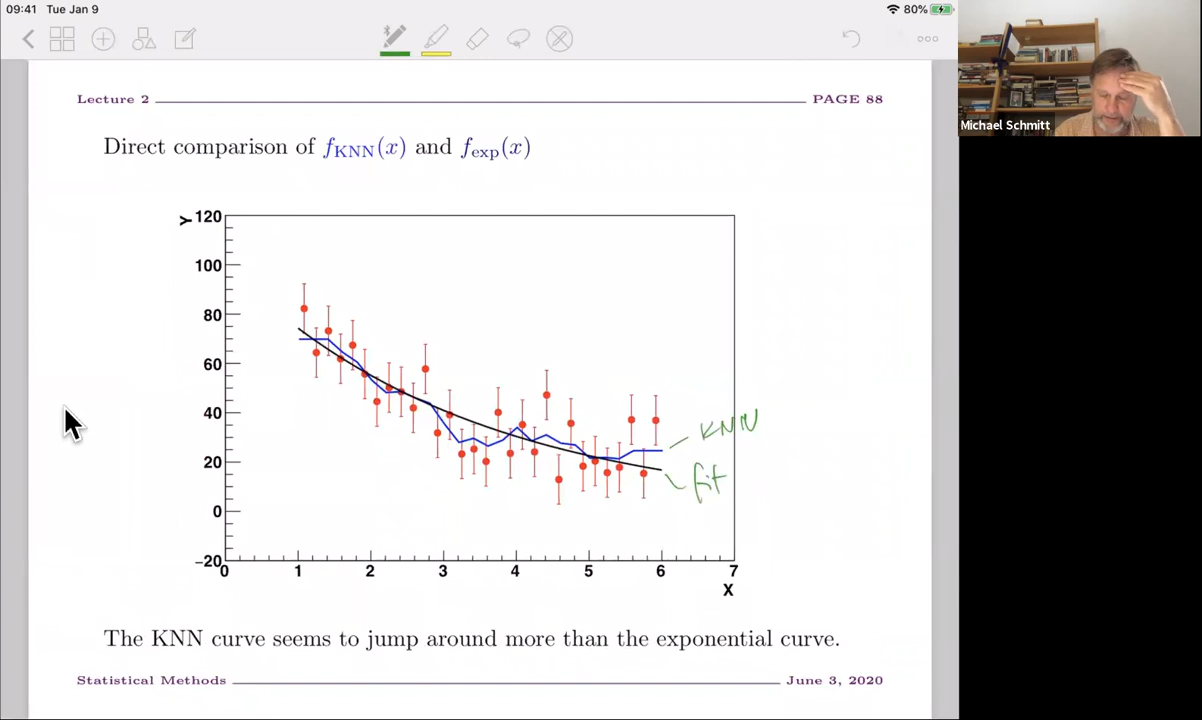 09:41 Tue Jan 9
80%
Michael Schmitt
Lecture 2
PAGE 88
Direct comparison of f_KNN(x) and f_exp(x)
Y
120
100
80
60
40
20
0
−20
KNN
fit
0 1 2 3 4 5 6 7
X
The KNN curve seems to jump around more than the exponential curve.
Statistical Methods
June 3, 2020